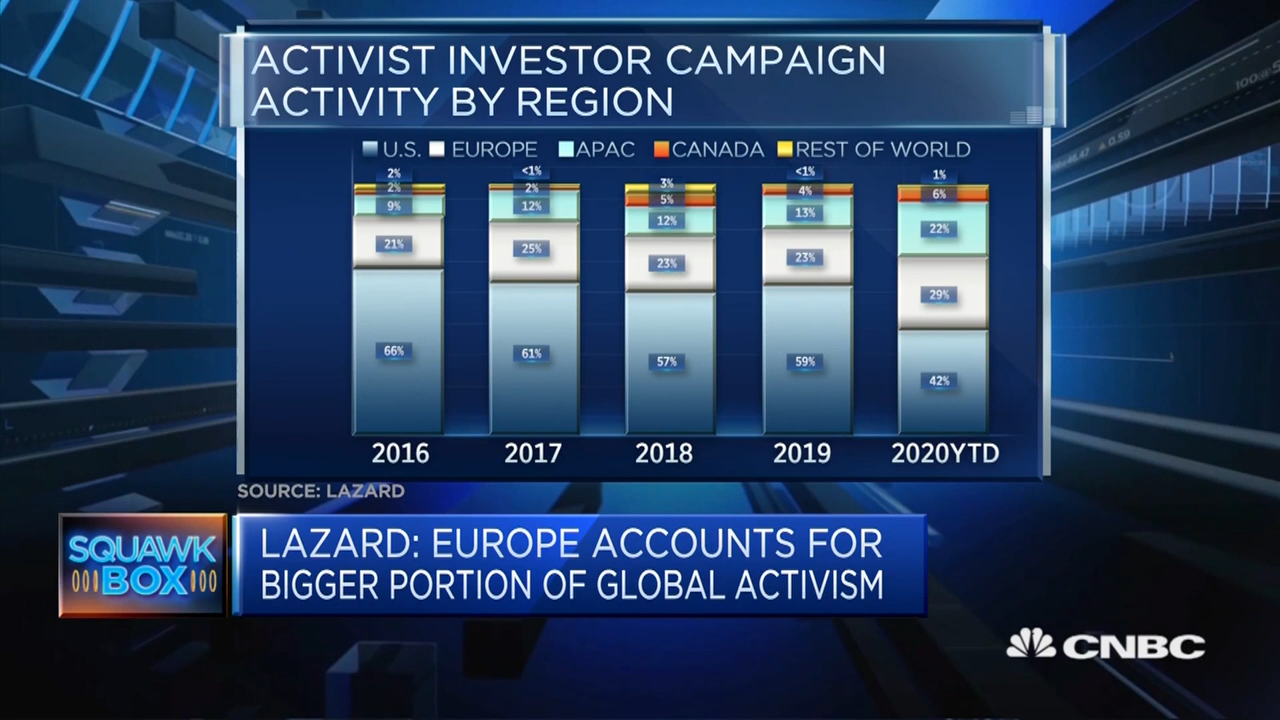 ACTIVIST INVESTOR CAMPAIGN
ACTIVITY BY REGION
U.S. EUROPE APAC CANADA REST OF WORLD
2% <1% 3% <1% 1%
2% 2% 5% 4% 6%
9% 12% 12% 13% 22%
21% 25% 23% 23% 29%
66% 61% 57% 59% 42%
2016 2017 2018 2019 2020YTD
SOURCE: LAZARD
SQUAWK
BOX
LAZARD: EUROPE ACCOUNTS FOR
BIGGER PORTION OF GLOBAL ACTIVISM
CNBC